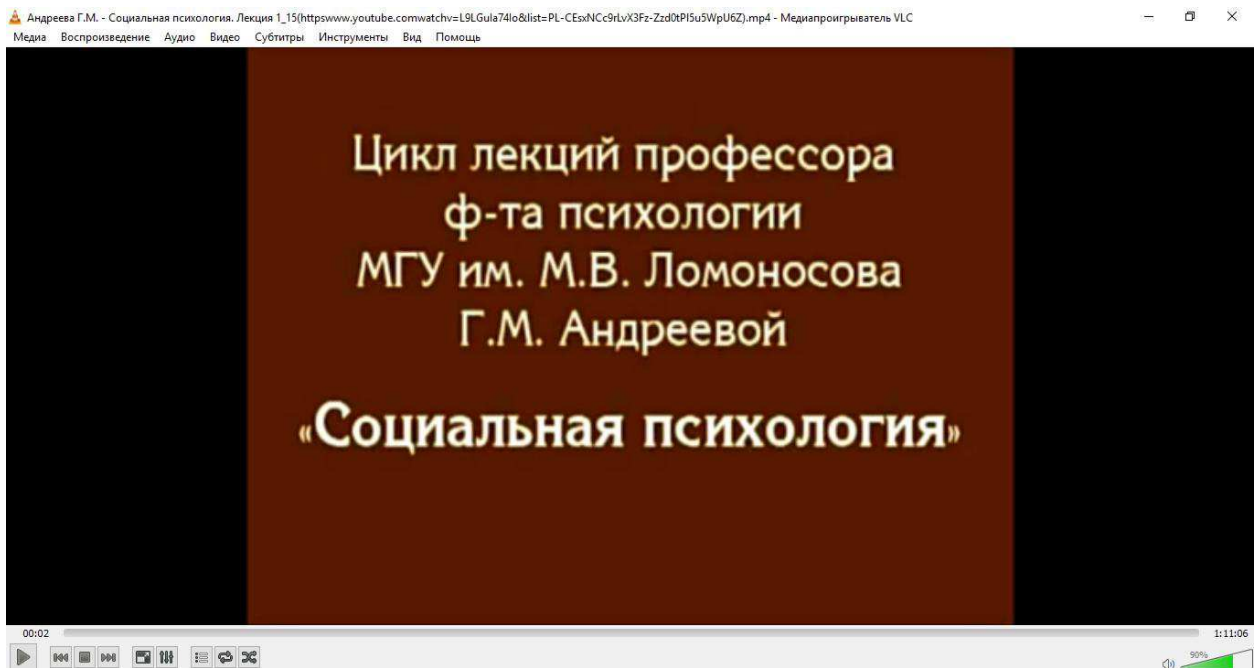 Андреева Г.М. - Социальная психология. Лекция 1_15(httpswww.youtube.comwatchv=L9LGula74lo&list=PL-CEsxNCc9rLvX3Fz-Zzd0tPI5u5WpU6Z).mp4 - Медиапроигрыватель VLC
Медиа Воспроизведение Аудио Видео Субтитры Инструменты Вид Помощь
Цикл лекций профессора
ф-та психологии
МГУ им. М.В. Ломоносова
Г.М. Андреевой
«Социальная психология»
00:02 1:11:06
90%